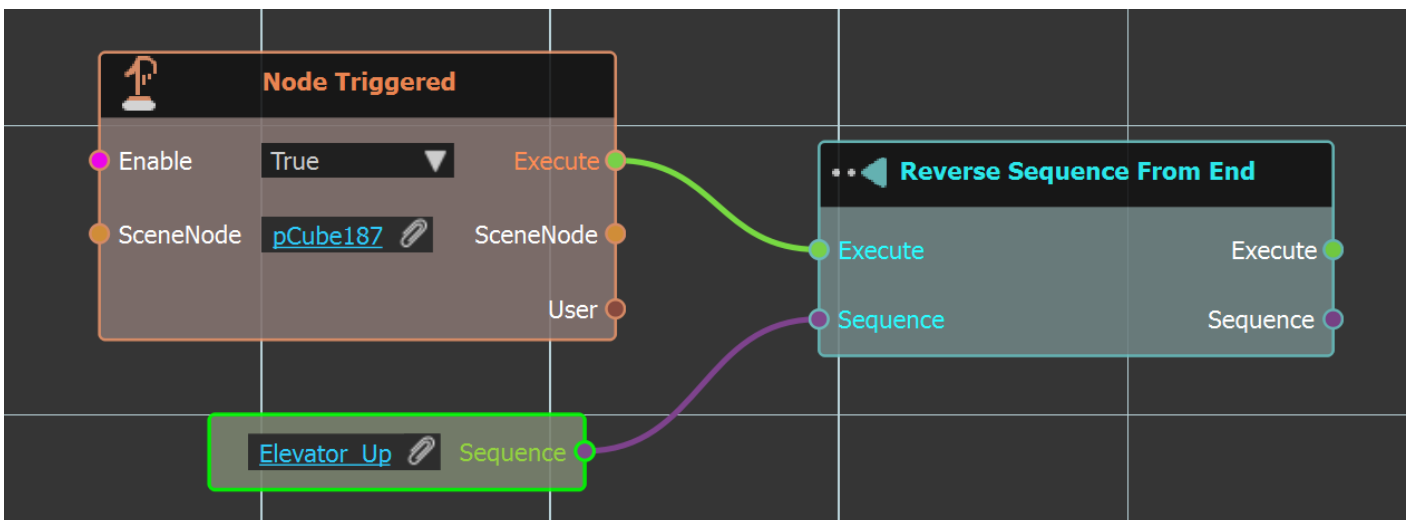 Node Triggered
Enable True Execute
SceneNode pCube187 SceneNode
User
Reverse Sequence From End
Execute Execute
Sequence Sequence
Elevator_Up Sequence